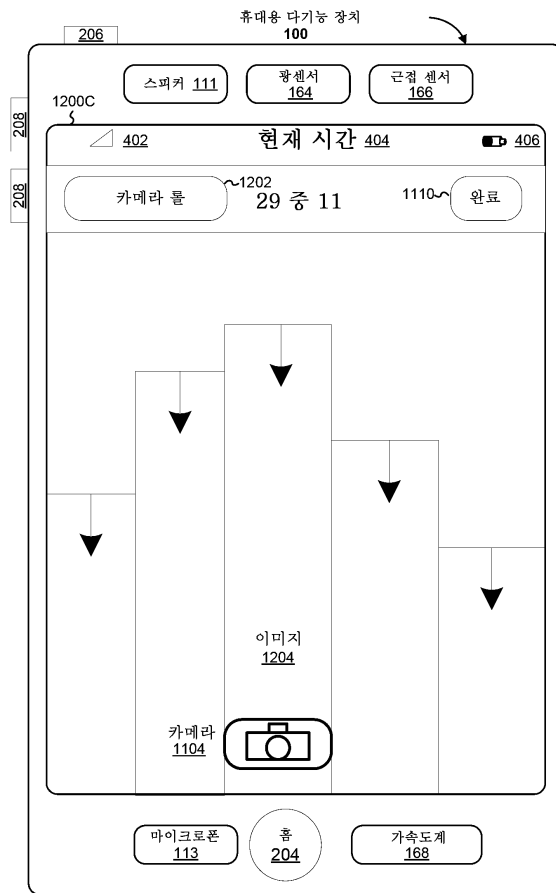 휴대용 다기능 장치
100
206
스피커 111
광센서
164
근접 센서
166
208
1200C
402
현재 시간 404
406
208
카메라 롤
1202
29 중 11
1110
완료
이미지
1204
카메라
1104
마이크로폰
113
홈
204
가속도계
168